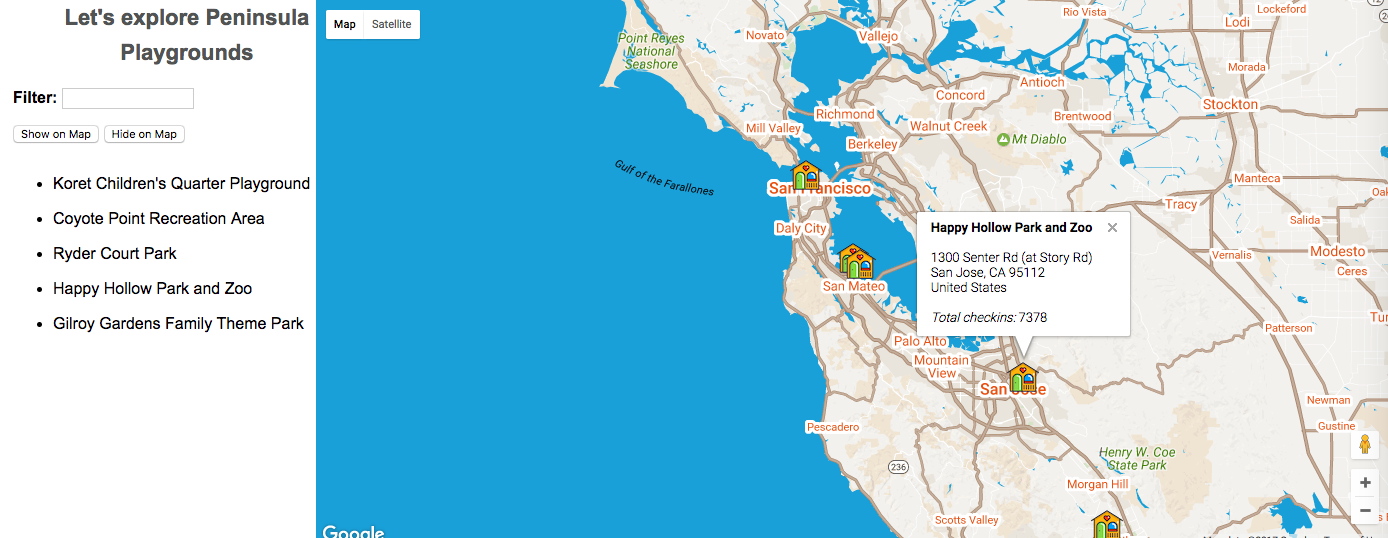 Let's explore Peninsula
Playgrounds
Filter:
Show on Map Hide on Map
Koret Children's Quarter Playground
Coyote Point Recreation Area
Ryder Court Park
Happy Hollow Park and Zoo
Gilroy Gardens Family Theme Park
Map Satellite
Rio Vista
Lockeford
Lodi
Point Reyes
National
Seashore
Novato
Vallejo
Morada
Antioch
Concord
Stockton
Richmond
Brentwood
Mill Valley
Walnut Creek
Berkeley
Mt Diablo
Gulf of the Farallones
Manteca
San Francisco
Tracy
Salida
Daly City
Modesto
Vernalis
Ceres
San Mateo
Happy Hollow Park and Zoo
1300 Senter Rd (at Story Rd)
San Jose, CA 95112
United States
Total checkins: 7378
Patterson
Palo Alto
Mountain
View
San Jose
Newman
Gustine
Pescadero
Henry W. Coe
State Park
236
Morgan Hill
Scotts Valley
Google